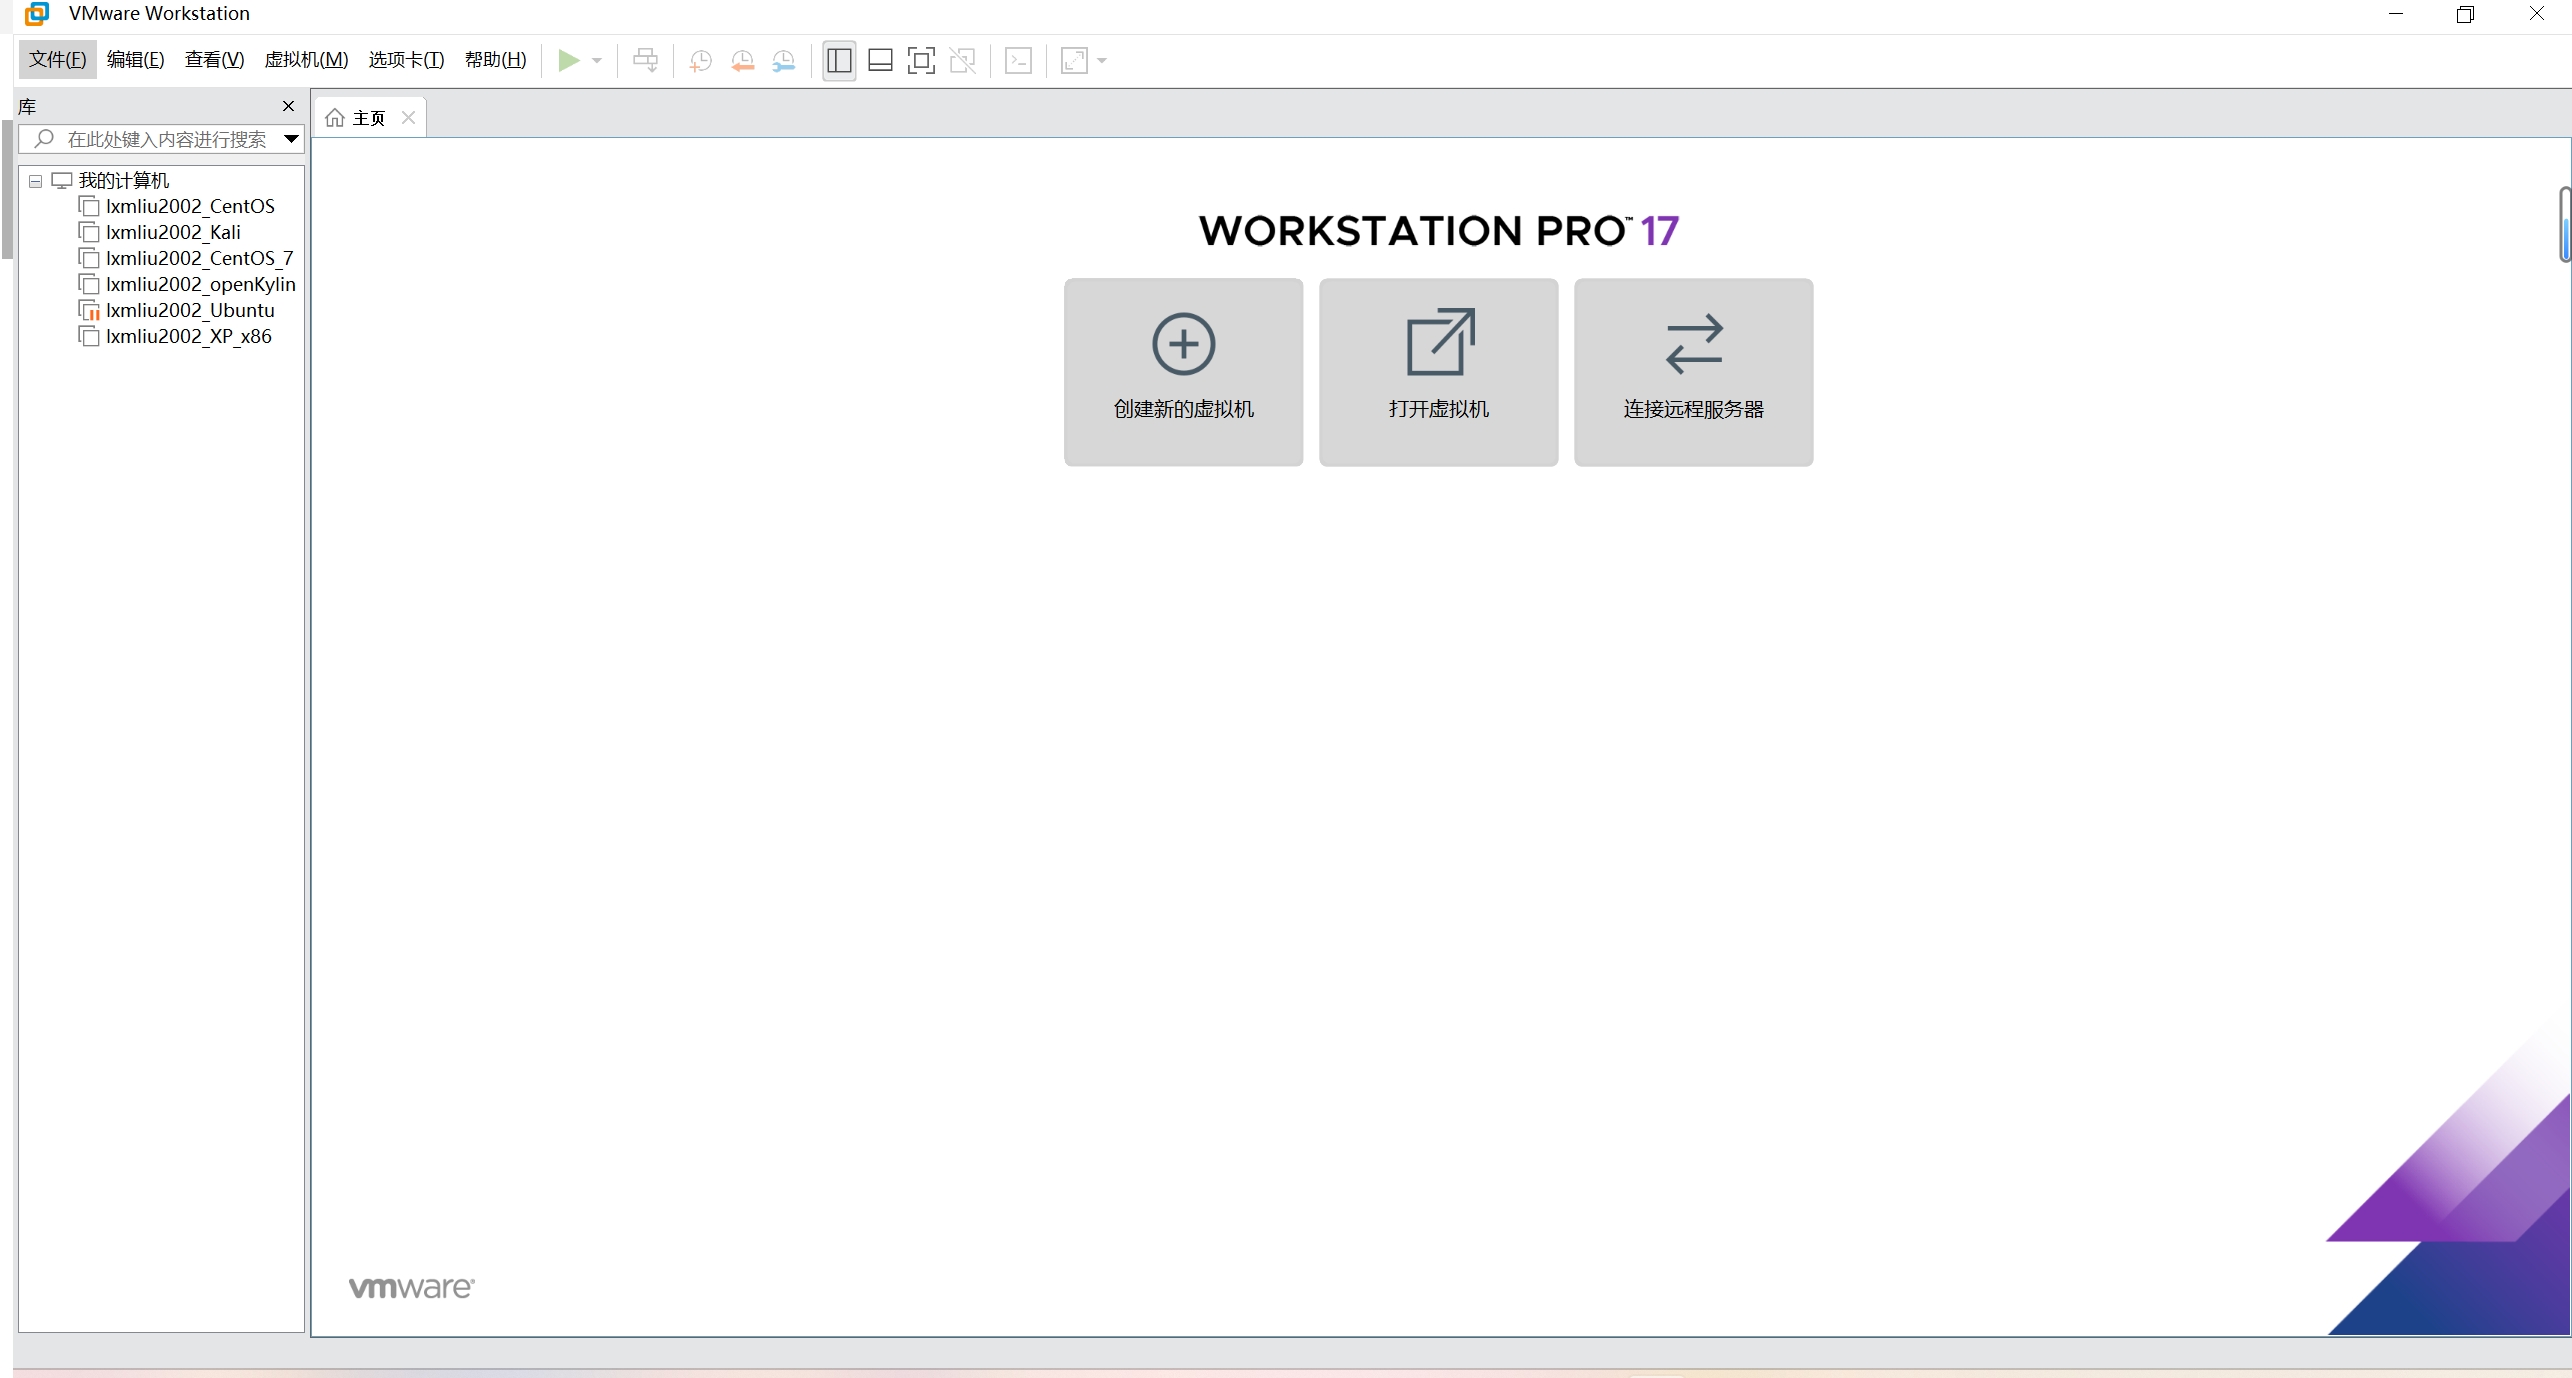 VMware Workstation
文件(F) 编辑(E) 查看(V) 虚拟机(M) 选项卡(T) 帮助(H)
库
在此处键入内容进行搜索
我的计算机
lxmliu2002_CentOS
lxmliu2002_Kali
lxmliu2002_CentOS_7
lxmliu2002_openKylin
lxmliu2002_Ubuntu
lxmliu2002_XP_x86
主页
WORKSTATION PRO™ 17
创建新的虚拟机
打开虚拟机
连接远程服务器
vmware®